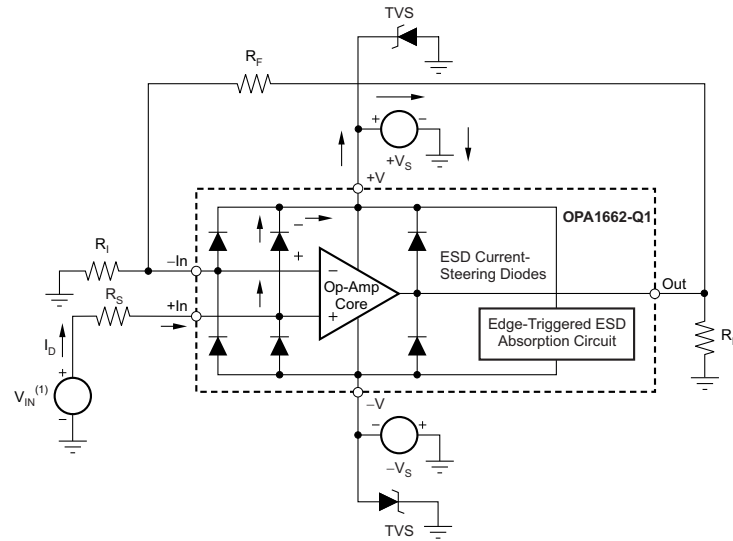 TVS
R_F
+ −
+V_S
+V
OPA1662-Q1
R_I
−In
−
+
ESD Current-
Steering Diodes
−
Op-Amp
Core
+
Out
R_S
+In
Edge-Triggered ESD
Absorption Circuit
I_D
+
V_IN^(1)
−
−V
− +
−V_S
TVS